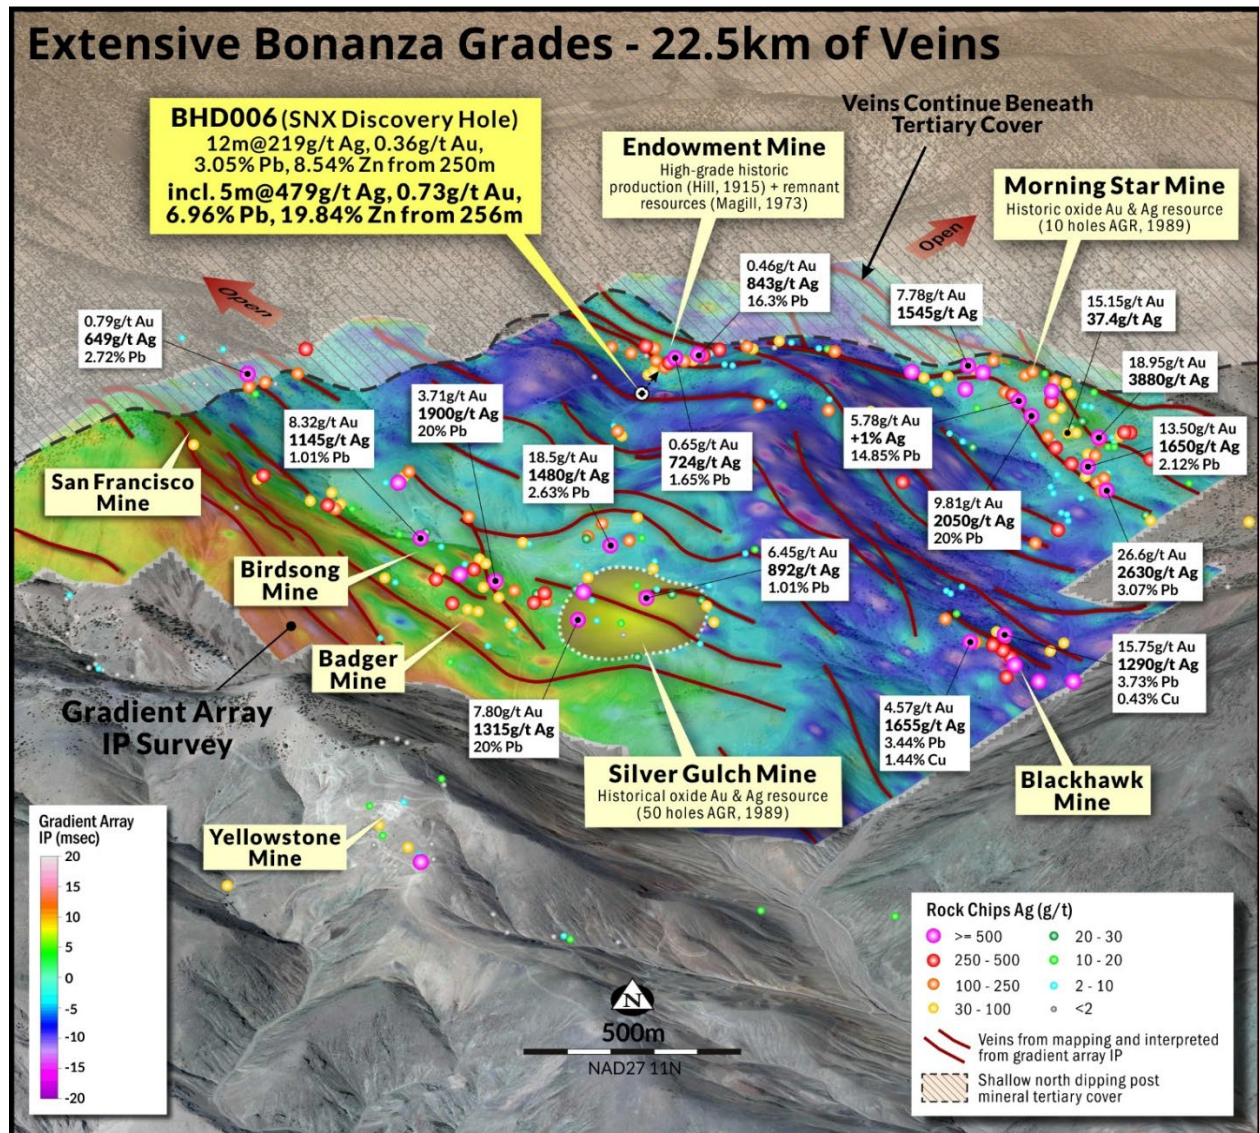 Extensive Bonanza Grades - 22.5km of Veins
BHD006 (SNX Discovery Hole)
12m@219g/t Ag, 0.36g/t Au,
3.05% Pb, 8.54% Zn from 250m
incl. 5m@479g/t Ag, 0.73g/t Au,
6.96% Pb, 19.84% Zn from 256m
Endowment Mine
High-grade historic
production (Hill, 1915) + remnant
resources (Magill, 1973)
Veins Continue Beneath
Tertiary Cover
Morning Star Mine
Historic oxide Au & Ag resource
(10 holes AGR, 1989)
Open
Open
0.79g/t Au
649g/t Ag
2.72% Pb
0.46g/t Au
843g/t Ag
16.3% Pb
7.78g/t Au
1545g/t Ag
15.15g/t Au
37.4g/t Ag
18.95g/t Au
3880g/t Ag
8.32g/t Au
1145g/t Ag
1.01% Pb
3.71g/t Au
1900g/t Ag
20% Pb
18.5g/t Au
1480g/t Ag
2.63% Pb
0.65g/t Au
724g/t Ag
1.65% Pb
5.78g/t Au
+1% Ag
14.85% Pb
13.50g/t Au
1650g/t Ag
2.12% Pb
San Francisco
Mine
9.81g/t Au
2050g/t Ag
20% Pb
6.45g/t Au
892g/t Ag
1.01% Pb
26.6g/t Au
2630g/t Ag
3.07% Pb
Birdsong
Mine
Badger
Mine
15.75g/t Au
1290g/t Ag
3.73% Pb
0.43% Cu
Gradient Array
IP Survey
7.80g/t Au
1315g/t Ag
20% Pb
4.57g/t Au
1655g/t Ag
3.44% Pb
1.44% Cu
Silver Gulch Mine
Historical oxide Au & Ag resource
(50 holes AGR, 1989)
Blackhawk
Mine
Yellowstone
Mine
Gradient Array
IP (msec)
20
15
10
5
0
-5
-10
-15
-20
N
500m
NAD27 11N
Rock Chips Ag (g/t)
>= 500
250 - 500
100 - 250
30 - 100
20 - 30
10 - 20
2 - 10
<2
Veins from mapping and interpreted
from gradient array IP
Shallow north dipping post
mineral tertiary cover